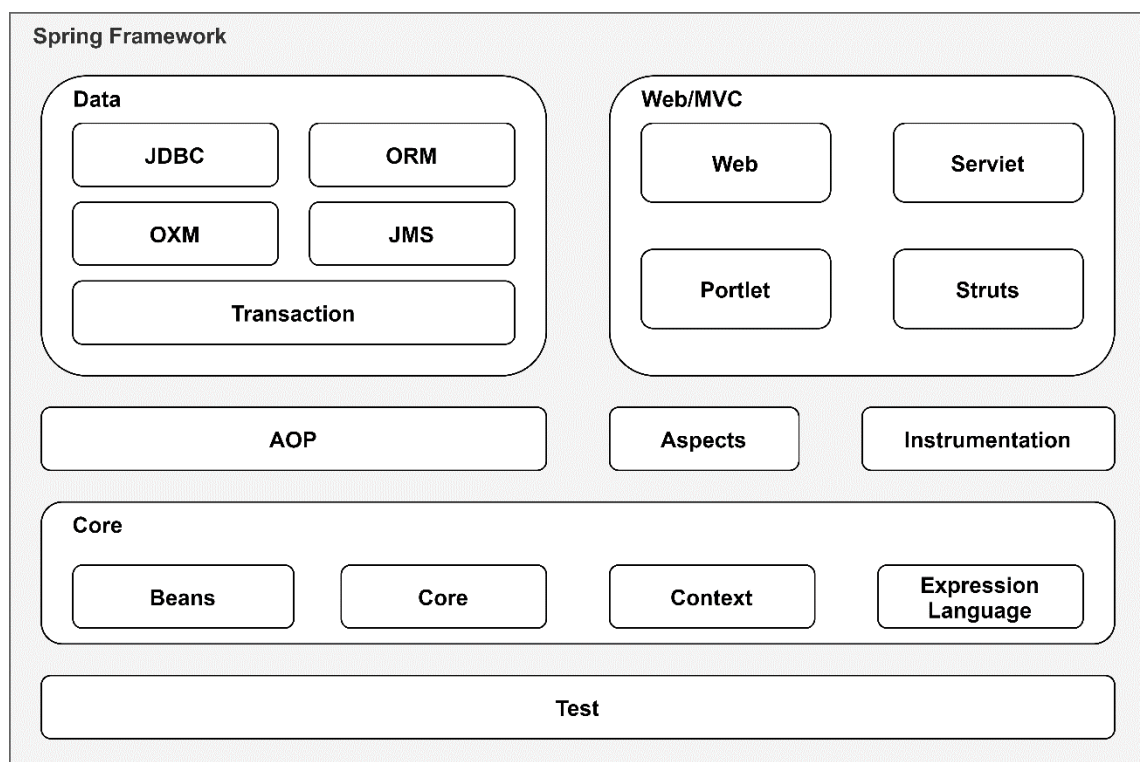 Spring Framework
Data
JDBC
ORM
OXM
JMS
Transaction
Web/MVC
Web
Serviet
Portlet
Struts
AOP
Aspects
Instrumentation
Core
Beans
Core
Context
Expression
Language
Test